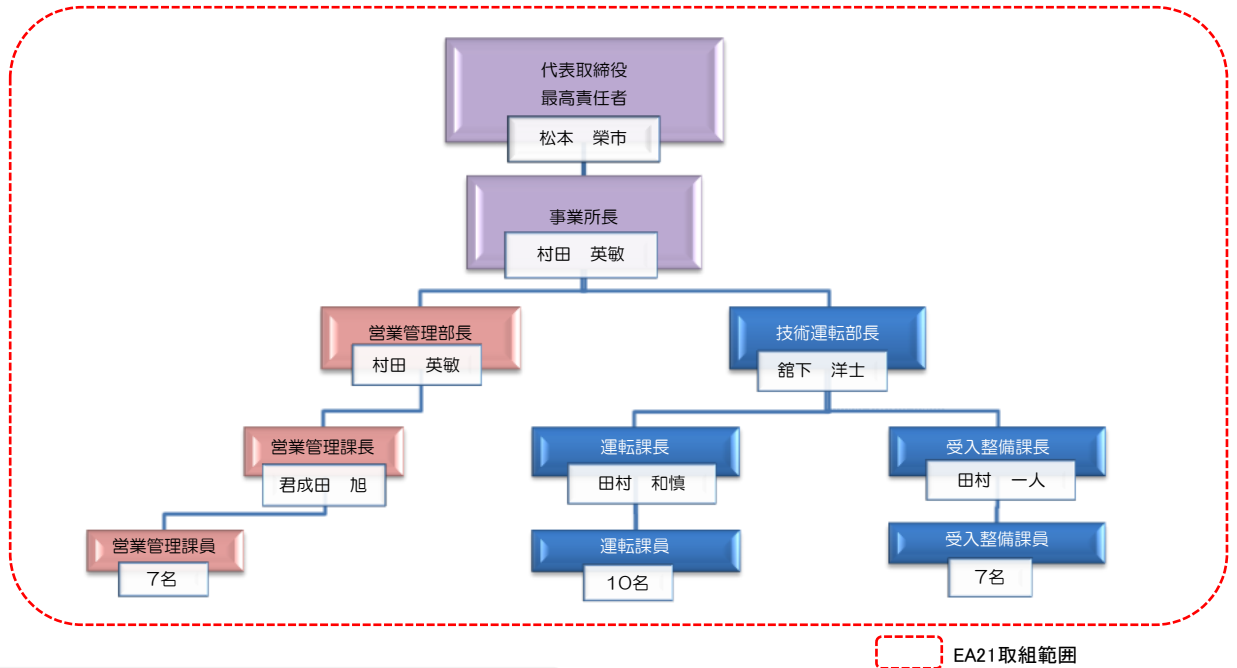 代表取締役
最高責任者
松本　榮市
事業所長
村田　英敏
営業管理部長
村田　英敏
技術運転部長
舘下　洋士
営業管理課長
君成田　旭
運転課長
田村　和慎
受入整備課長
田村　一人
営業管理課員
7名
運転課員
10名
受入整備課員
7名
EA21取組範囲